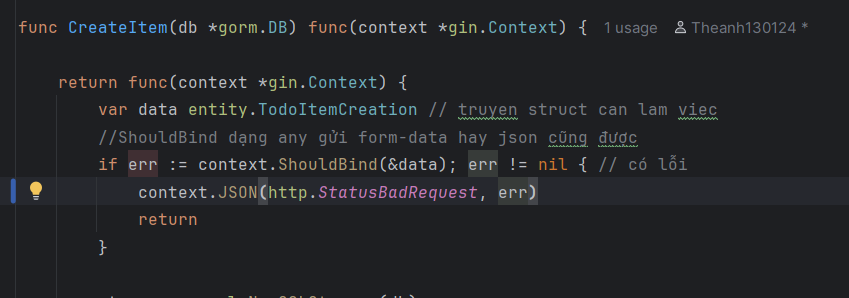 func CreateItem(db *gorm.DB) func(context *gin.Context) { 1 usage Theanh130124 *
return func(context *gin.Context) {
var data entity.TodoItemCreation // truyen struct can lam viec
//ShouldBind dạng any gửi form-data hay json cũng được
if err := context.ShouldBind(&data); err != nil { // có lỗi
context.JSON(http.StatusBadRequest, err)
return
}